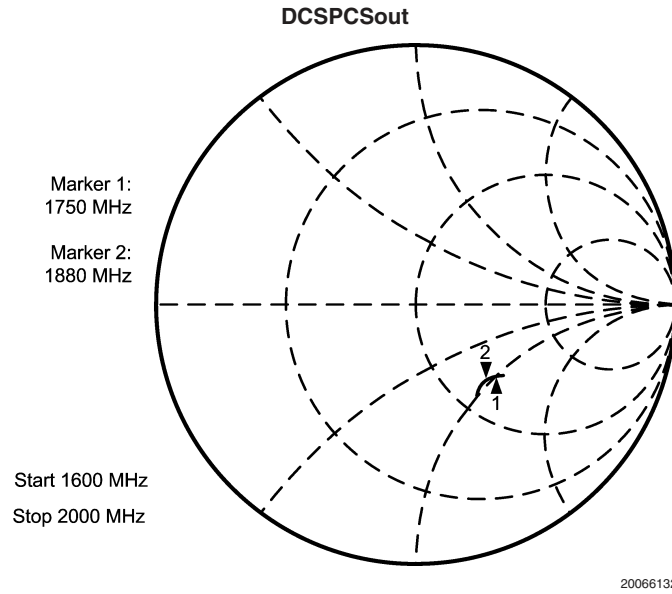 DCSPCSout
Marker 1:
1750 MHz
Marker 2:
1880 MHz
2
1
Start 1600 MHz
Stop 2000 MHz